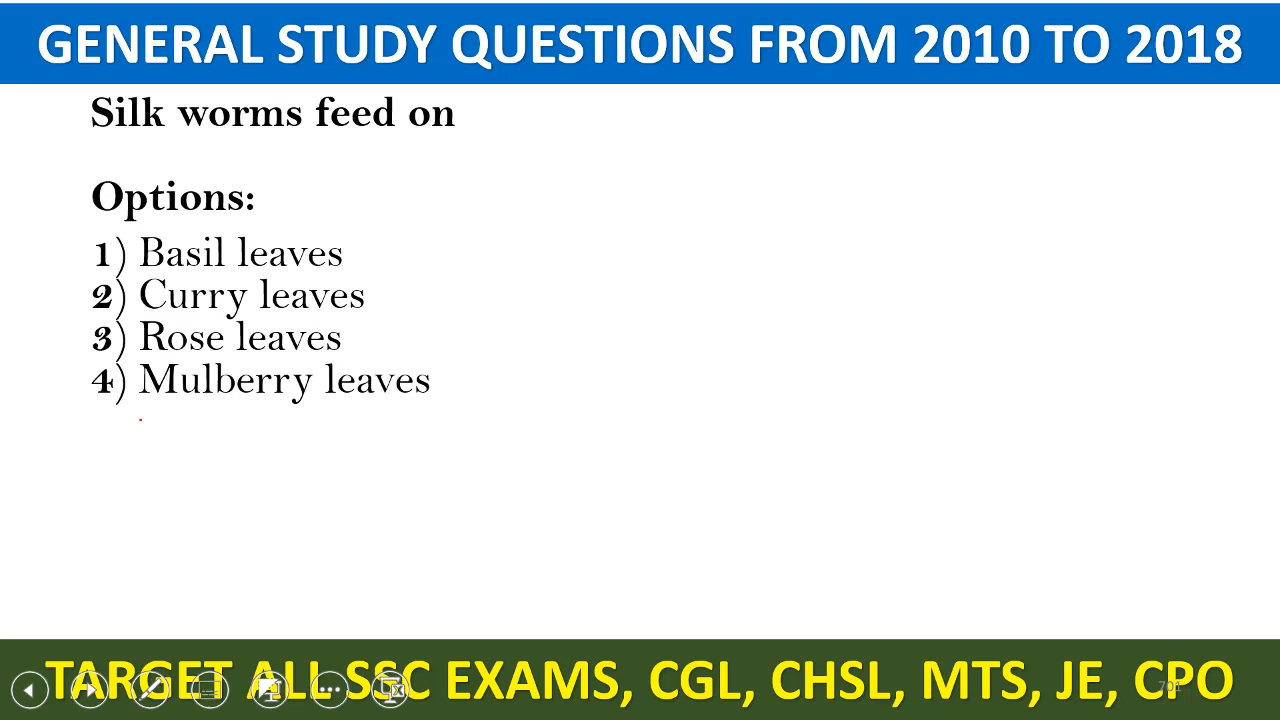 GENERAL STUDY QUESTIONS FROM 2010 TO 2018
Silk worms feed on
Options:
1) Basil leaves
2) Curry leaves
3) Rose leaves
4) Mulberry leaves
TARGET ALL SSC EXAMS, CGL, CHSL, MTS, JE, CPO
701